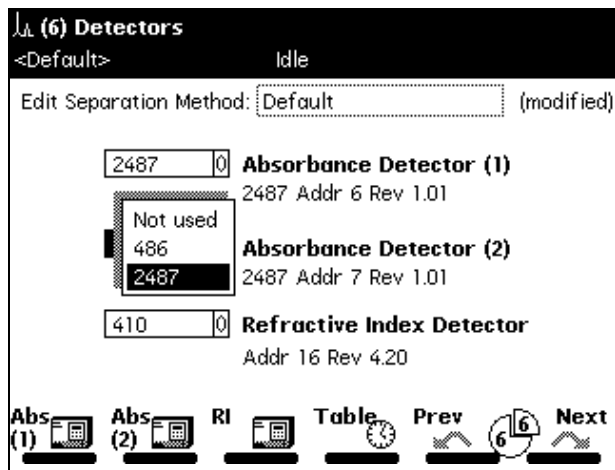 (6) Detectors
<Default> Idle
Edit Separation Method: Default (modified)
2487 0 Absorbance Detector (1)
2487 Addr 6 Rev 1.01
Not used
486 Absorbance Detector (2)
2487 2487 Addr 7 Rev 1.01
410 0 Refractive Index Detector
Addr 16 Rev 4.20
Abs (1) Abs (2) RI Table Prev 6 6 Next